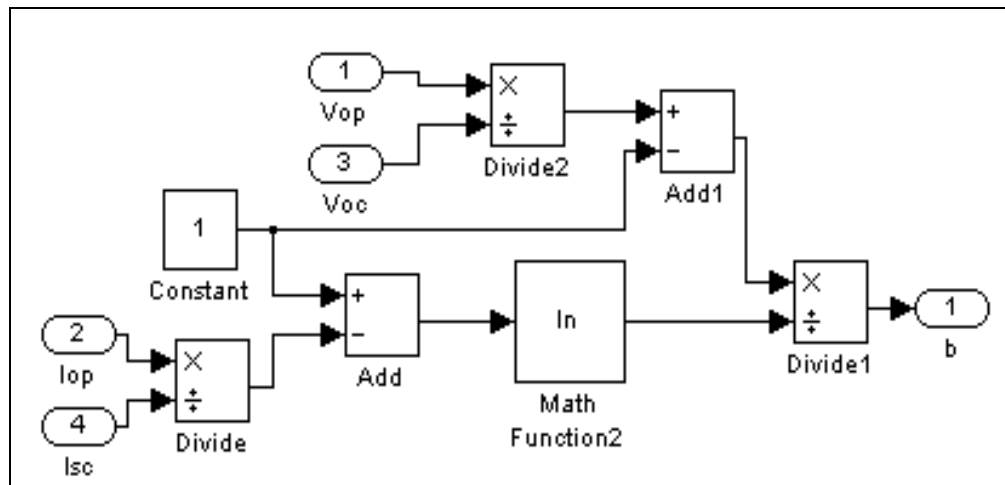 1
Vop
×
÷
Divide2
3
Voc
+
−
Add1
1
Constant
+
−
Add
ln
Math
Function2
×
÷
Divide1
1
b
2
Iop
×
÷
Divide
4
Isc